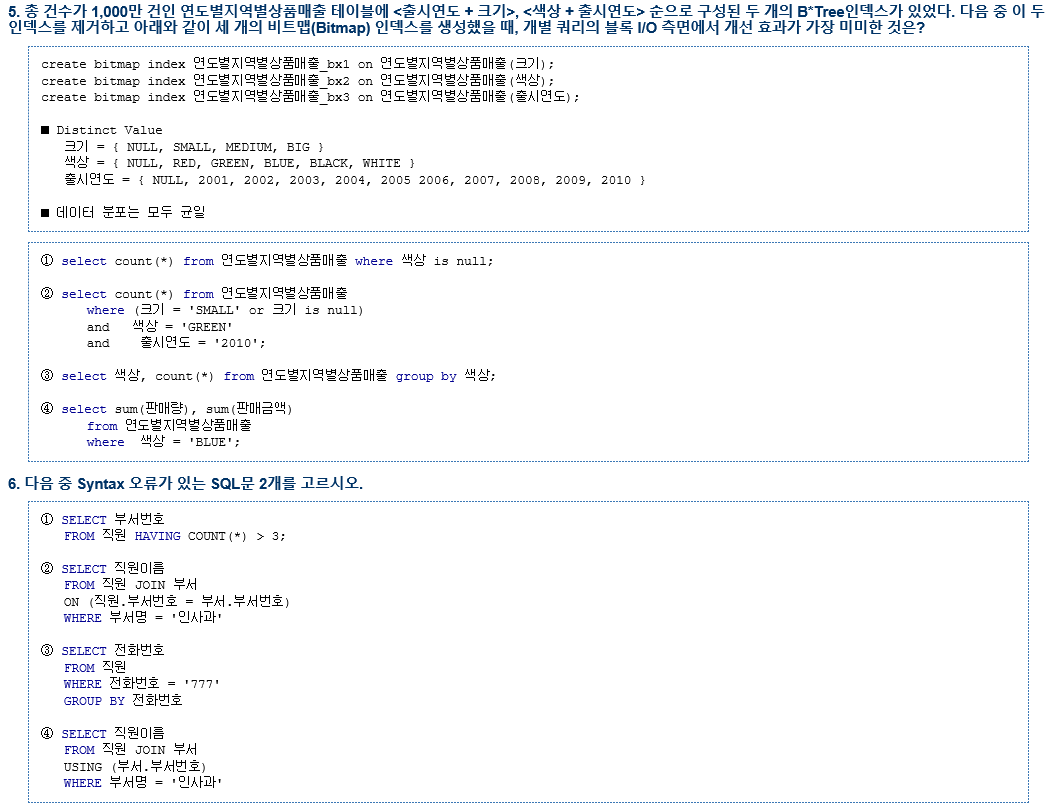 5. 총 건수가 1,000만 건인 연도별지역별상품매출 테이블에 <출시연도 + 크기>, <색상 + 출시연도> 순으로 구성된 두 개의 B*Tree인덱스가 있었다. 다음 중 이 두
인덱스를 제거하고 아래와 같이 세 개의 비트맵(Bitmap) 인덱스를 생성했을 때, 개별 쿼리의 블록 I/O 측면에서 개선 효과가 가장 미미한 것은?
create bitmap index 연도별지역별상품매출_bx1 on 연도별지역별상품매출(크기);
create bitmap index 연도별지역별상품매출_bx2 on 연도별지역별상품매출(색상);
create bitmap index 연도별지역별상품매출_bx3 on 연도별지역별상품매출(출시연도);
■ Distinct Value
크기 = { NULL, SMALL, MEDIUM, BIG }
색상 = { NULL, RED, GREEN, BLUE, BLACK, WHITE }
출시연도 = { NULL, 2001, 2002, 2003, 2004, 2005 2006, 2007, 2008, 2009, 2010 }
■ 데이터 분포는 모두 균일
① select count(*) from 연도별지역별상품매출 where 색상 is null;
② select count(*) from 연도별지역별상품매출
where (크기 = 'SMALL' or 크기 is null)
and 색상 = 'GREEN'
and 출시연도 = '2010';
③ select 색상, count(*) from 연도별지역별상품매출 group by 색상;
④ select sum(판매량), sum(판매금액)
from 연도별지역별상품매출
where 색상 = 'BLUE';
6. 다음 중 Syntax 오류가 있는 SQL문 2개를 고르시오.
① SELECT 부서번호
FROM 직원 HAVING COUNT(*) > 3;
② SELECT 직원이름
FROM 직원 JOIN 부서
ON (직원.부서번호 = 부서.부서번호)
WHERE 부서명 = '인사과'
③ SELECT 전화번호
FROM 직원
WHERE 전화번호 = '777'
GROUP BY 전화번호
④ SELECT 직원이름
FROM 직원 JOIN 부서
USING (부서.부서번호)
WHERE 부서명 = '인사과'